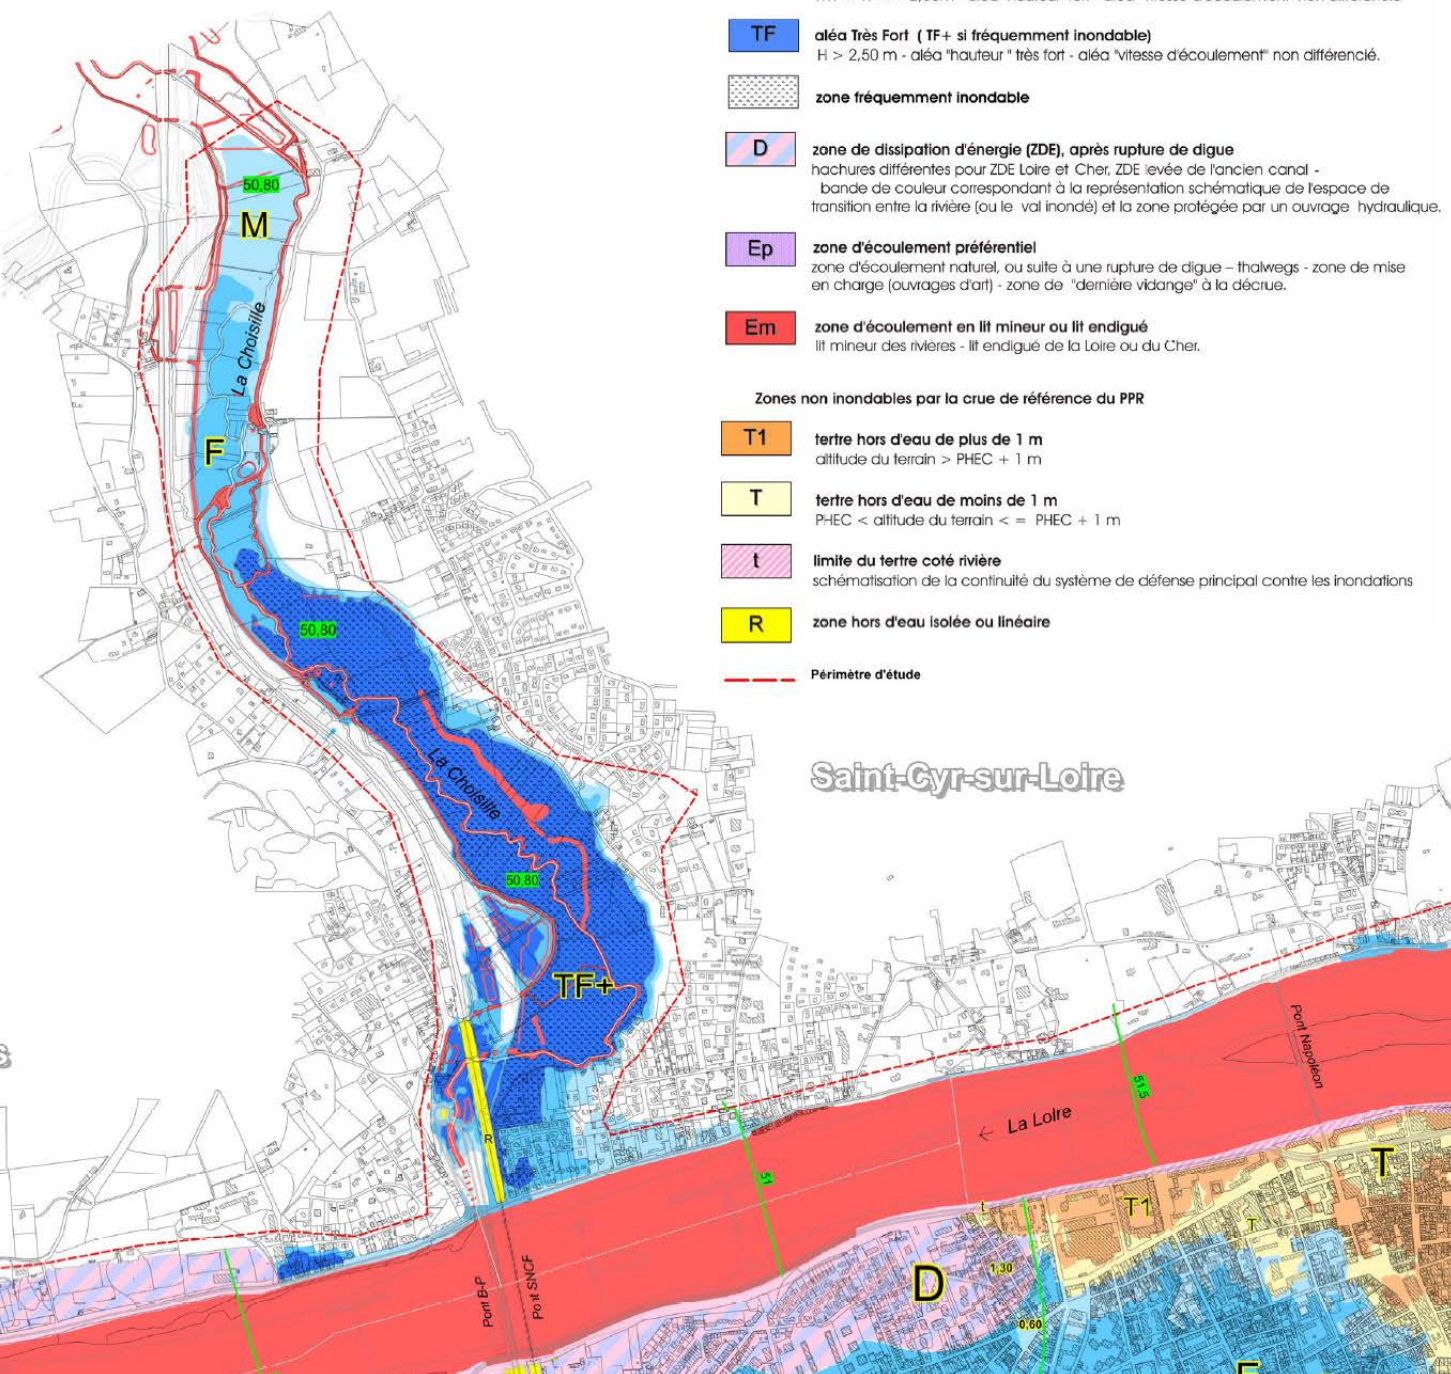 TF
aléa Très Fort ( TF+ si fréquemment inondable)
H > 2,50 m - aléa "hauteur " très fort - aléa "vitesse d'écoulement" non différencié.
zone fréquemment inondable
D
zone de dissipation d'énergie (ZDE), après rupture de digue
hachures différentes pour ZDE Loire et Cher, ZDE levée de l'ancien canal -
bande de couleur correspondant à la représentation schématique de l'espace de
transition entre la rivière (ou le val inondé) et la zone protégée par un ouvrage hydraulique.
Ep
zone d'écoulement préférentiel
zone d'écoulement naturel, ou suite à une rupture de digue – thalwegs - zone de mise
en charge (ouvrages d'art) - zone de "dernière vidange" à la décrue.
Em
zone d'écoulement en lit mineur ou lit endigué
lit mineur des rivières - lit endigué de la Loire ou du Cher.
Zones non inondables par la crue de référence du PPR
T1
tertre hors d'eau de plus de 1 m
altitude du terrain > PHEC + 1 m
T
tertre hors d'eau de moins de 1 m
PHEC < altitude du terrain < = PHEC + 1 m
t
limite du tertre coté rivière
schématisation de la continuité du système de défense principal contre les inondations
R
zone hors d'eau isolée ou linéaire
Périmètre d'étude
50,80
M
La Choisille
F
50,80
La Choisille
Saint-Cyr-sur-Loire
50,80
TF+
R
Pont Napoléon
51,5
La Loire
51
T
T1
T
t
D
1,30
0,60
Pont B-P
Pont SNCF